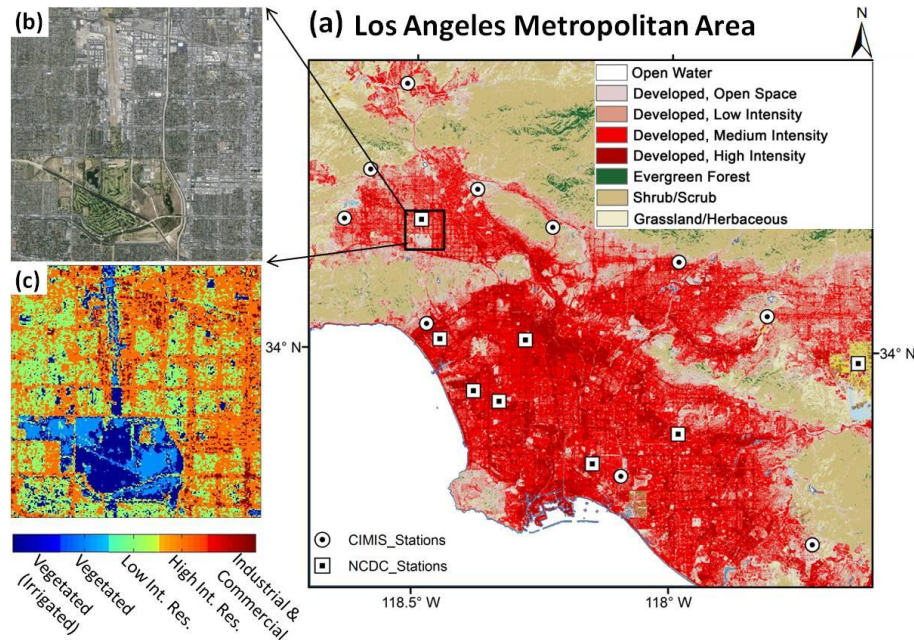 (b)
(a) Los Angeles Metropolitan Area
N
Open Water
Developed, Open Space
Developed, Low Intensity
Developed, Medium Intensity
Developed, High Intensity
Evergreen Forest
Shrub/Scrub
Grassland/Herbaceous
(c)
34° N
34° N
CIMIS_Stations
NCDC_Stations
118.5° W
118° W
Vegetated
(Irrigated)
Vegetated
Low Int. Res.
High Int. Res.
Industrial &
Commercial